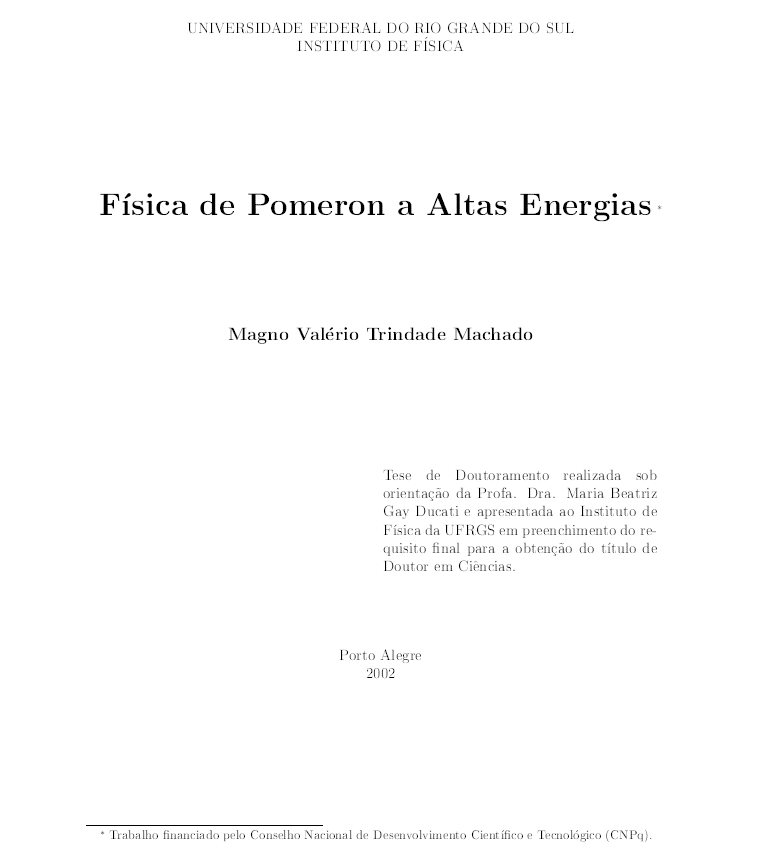 UNIVERSIDADE FEDERAL DO RIO GRANDE DO SUL
INSTITUTO DE FÍSICA
Física de Pomeron a Altas Energias *
Magno Valério Trindade Machado
Tese de Doutoramento realizada sob
orientação da Profa. Dra. Maria Beatriz
Gay Ducati e apresentada ao Instituto de
Física da UFRGS em preenchimento do re-
quisito final para a obtenção do título de
Doutor em Ciências.
Porto Alegre
2002
* Trabalho financiado pelo Conselho Nacional de Desenvolvimento Científico e Tecnológico (CNPq).